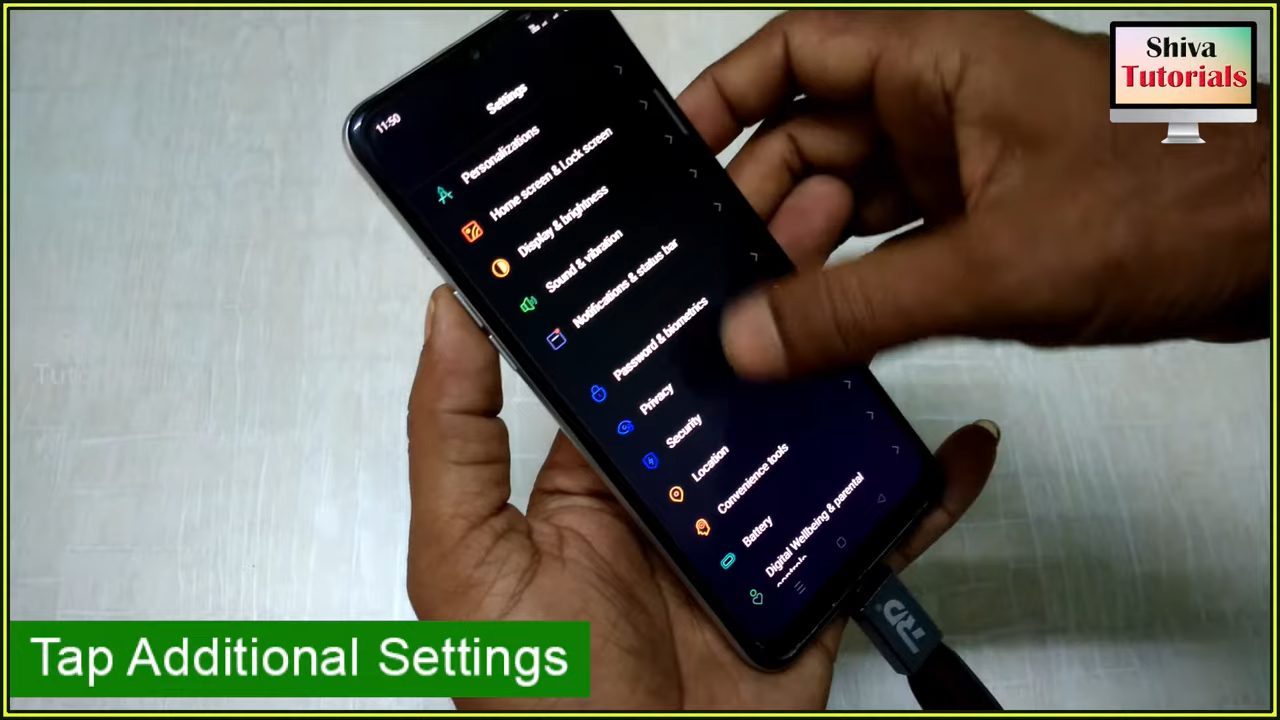 Shiva
Tutorials
11:50
Settings
Personalizations
Home screen & Lock screen
Display & brightness
Sound & vibration
Notifications & status bar
Password & biometrics
Privacy
Security
Location
Convenience tools
Battery
Digital Wellbeing & parental
Tap Additional Settings